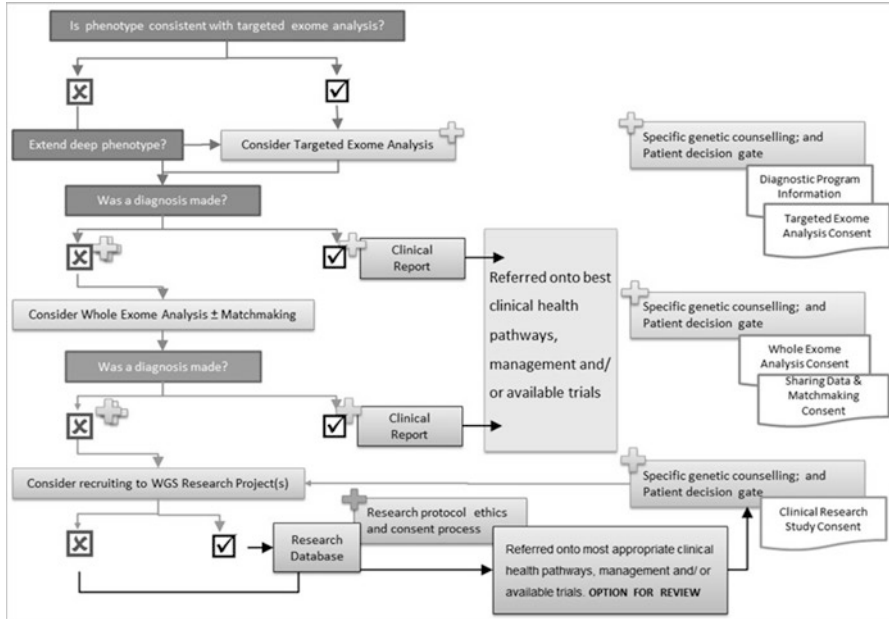 Is phenotype consistent with targeted exome analysis?
Extend deep phenotype?
Consider Targeted Exome Analysis
Specific genetic counselling; and
Patient decision gate
Diagnostic Program
Information
Targeted Exome
Analysis Consent
Was a diagnosis made?
Clinical
Report
Referred onto best
clinical health
pathways,
management and/
or available trials
Consider Whole Exome Analysis ± Matchmaking
Specific genetic counselling; and
Patient decision gate
Whole Exome
Analysis Consent
Sharing Data &
Matchmaking
Consent
Was a diagnosis made?
Clinical
Report
Consider recruiting to WGS Research Project(s)
Specific genetic counselling; and
Patient decision gate
Clinical Research
Study Consent
Research protocol ethics
and consent process
Research
Database
Referred onto most appropriate clinical
health pathways, management and/ or
available trials. OPTION FOR REVIEW